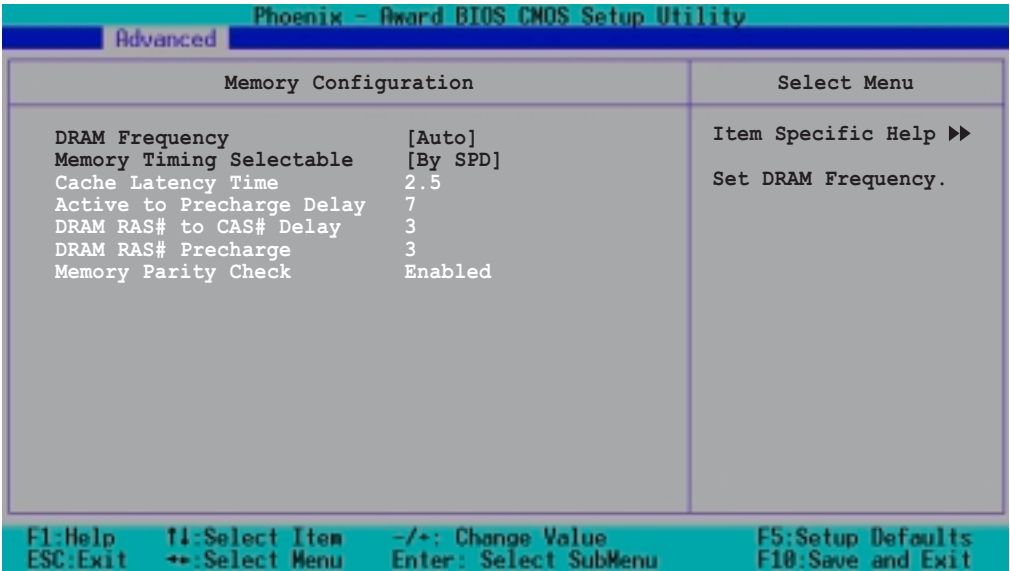 Phoenix - Award BIOS CMOS Setup Utility
Advanced
Memory Configuration
Select Menu
DRAM Frequency [Auto]
Memory Timing Selectable [By SPD]
Cache Latency Time 2.5
Active to Precharge Delay 7
DRAM RAS# to CAS# Delay 3
DRAM RAS# Precharge 3
Memory Parity Check Enabled
Item Specific Help ▶▶
Set DRAM Frequency.
F1:Help ↑↓:Select Item -/+: Change Value F5:Setup Defaults
ESC:Exit ←→:Select Menu Enter: Select SubMenu F10:Save and Exit